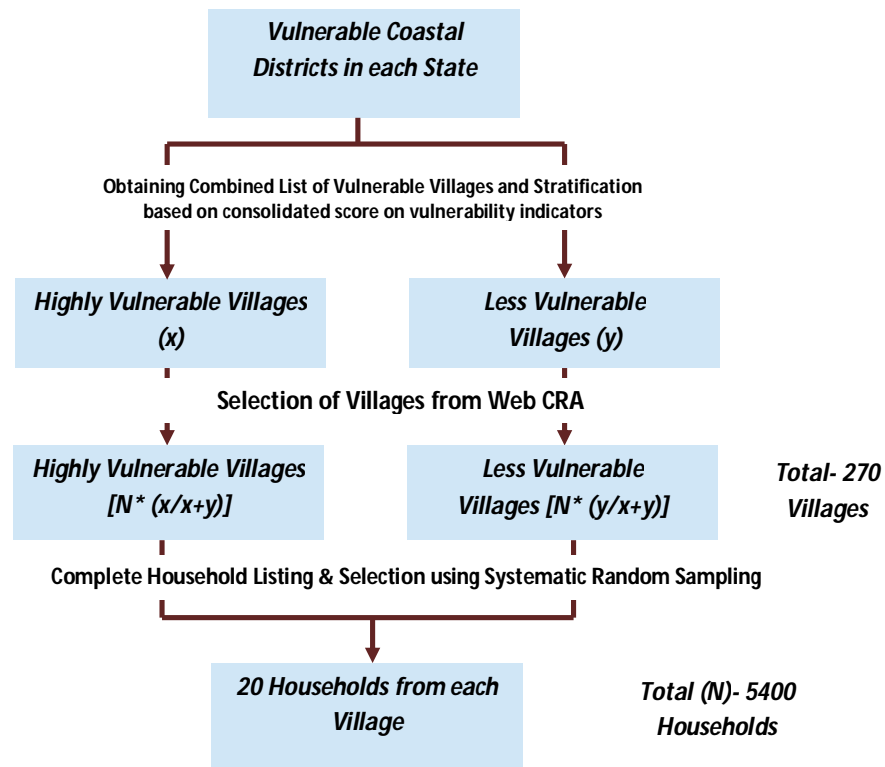 Vulnerable Coastal
Districts in each State
Obtaining Combined List of Vulnerable Villages and Stratification
based on consolidated score on vulnerability indicators
Highly Vulnerable Villages
(x)
Less Vulnerable
Villages (y)
Selection of Villages from Web CRA
Highly Vulnerable Villages
[N* (x/x+y)]
Less Vulnerable
Villages [N* (y/x+y)]
Total- 270
Villages
Complete Household Listing & Selection using Systematic Random Sampling
20 Households from each
Village
Total (N)- 5400
Households